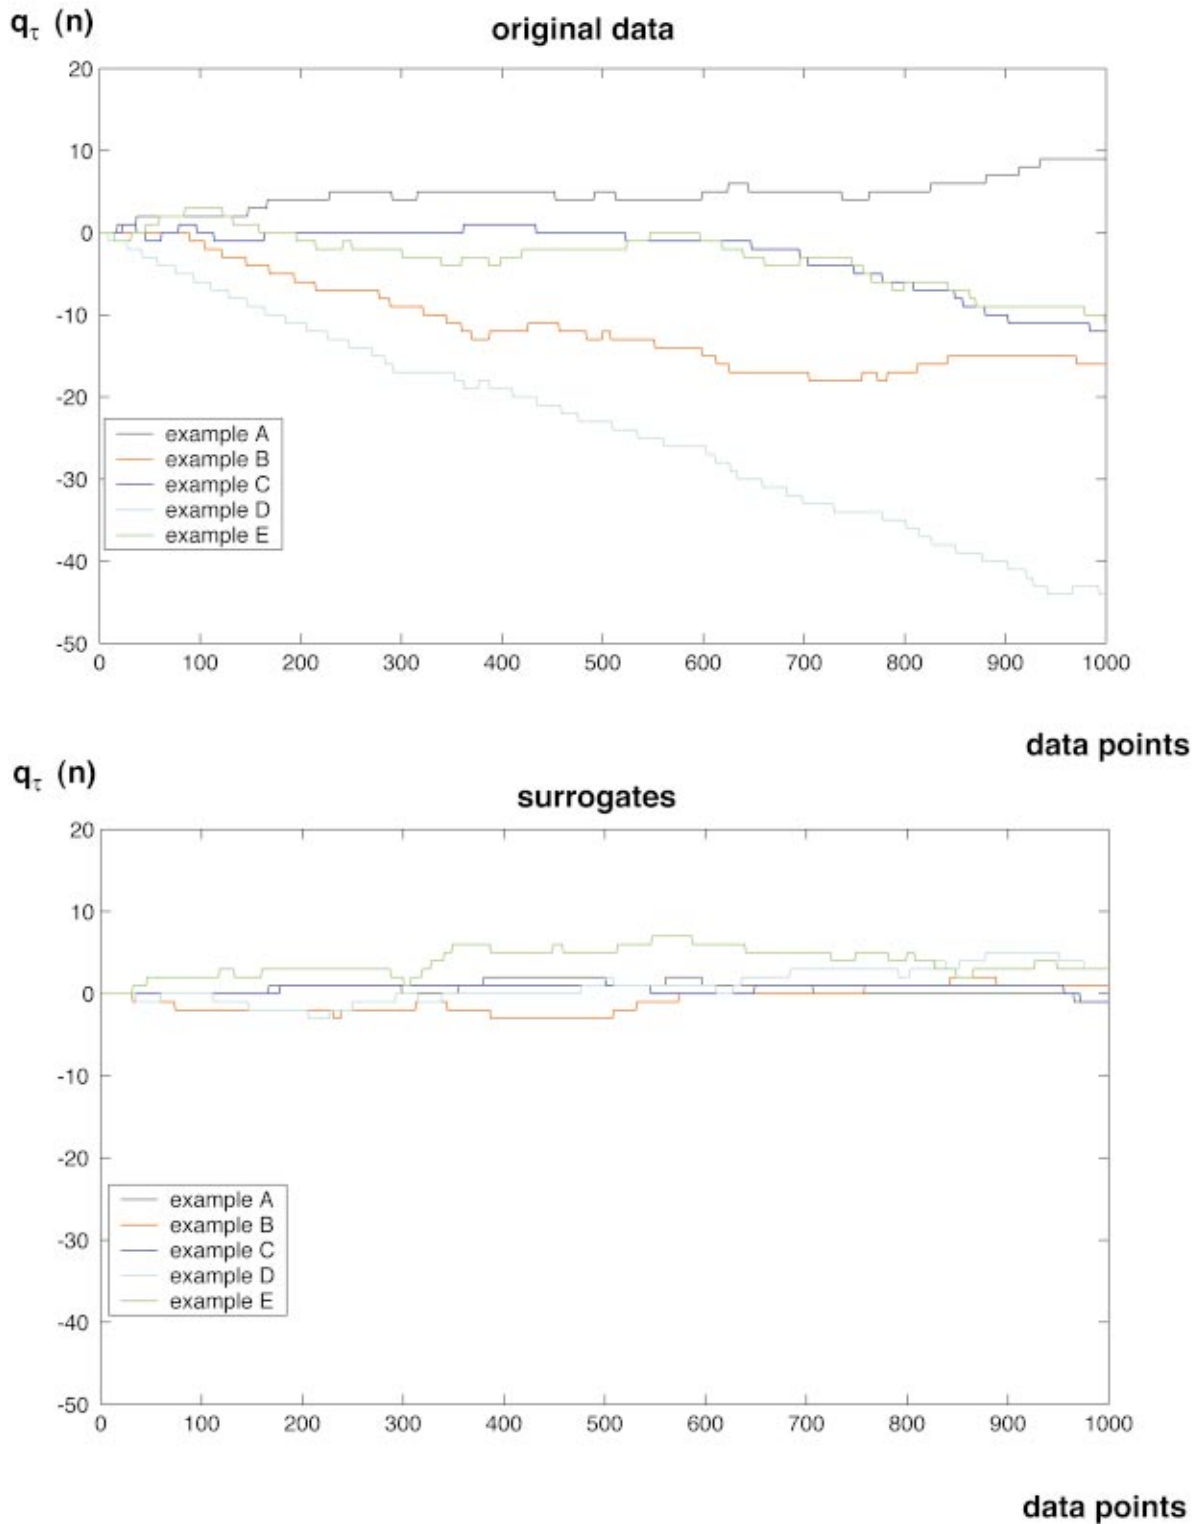 qτ (n)
original data
20
10
0
-10
-20
-30
-40
-50
example A
example B
example C
example D
example E
0 100 200 300 400 500 600 700 800 900 1000
data points
qτ (n)
surrogates
20
10
0
-10
-20
-30
-40
-50
example A
example B
example C
example D
example E
0 100 200 300 400 500 600 700 800 900 1000
data points